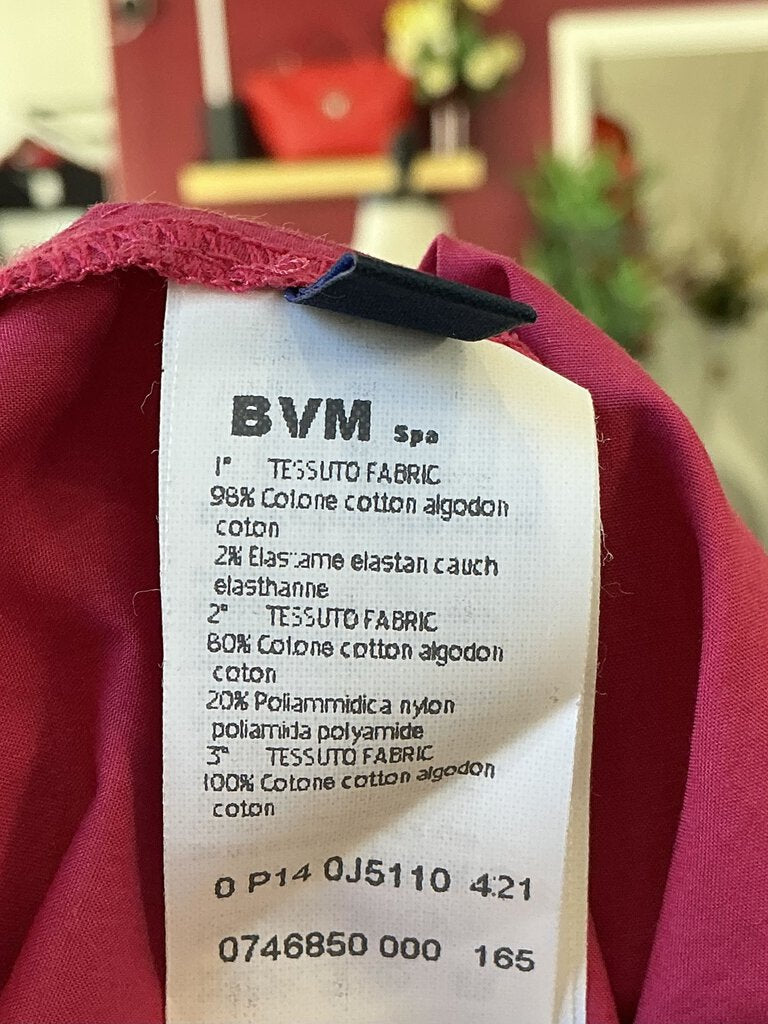 BVM Spa
1° TESSUTO FABRIC
98% Cotone cotton algodon
coton
2% Elastame elastan cauch
elasthanne
2° TESSUTO FABRIC
80% Cotone cotton algodon
coton
20% Poliammidica nylon
poliamida polyamide
3° TESSUTO FABRIC
100% Cotone cotton algodon
coton
0 P14 0J5110 421
0746850 000 165